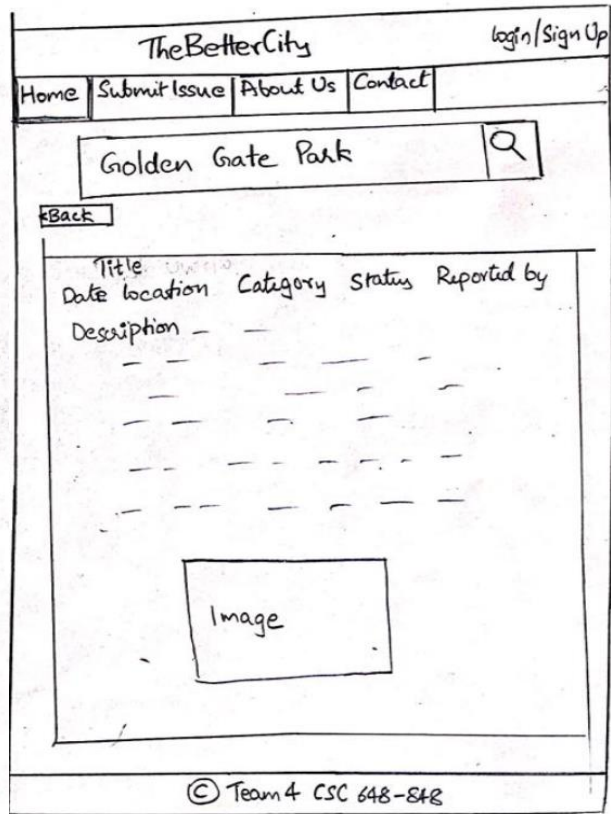 TheBetterCity
login/Sign Up
Home Submit Issue About Us Contact
Golden Gate Park
<Back
Title
Date location Category Status Reported by
Description
Image
© Team 4 CSC 648-848